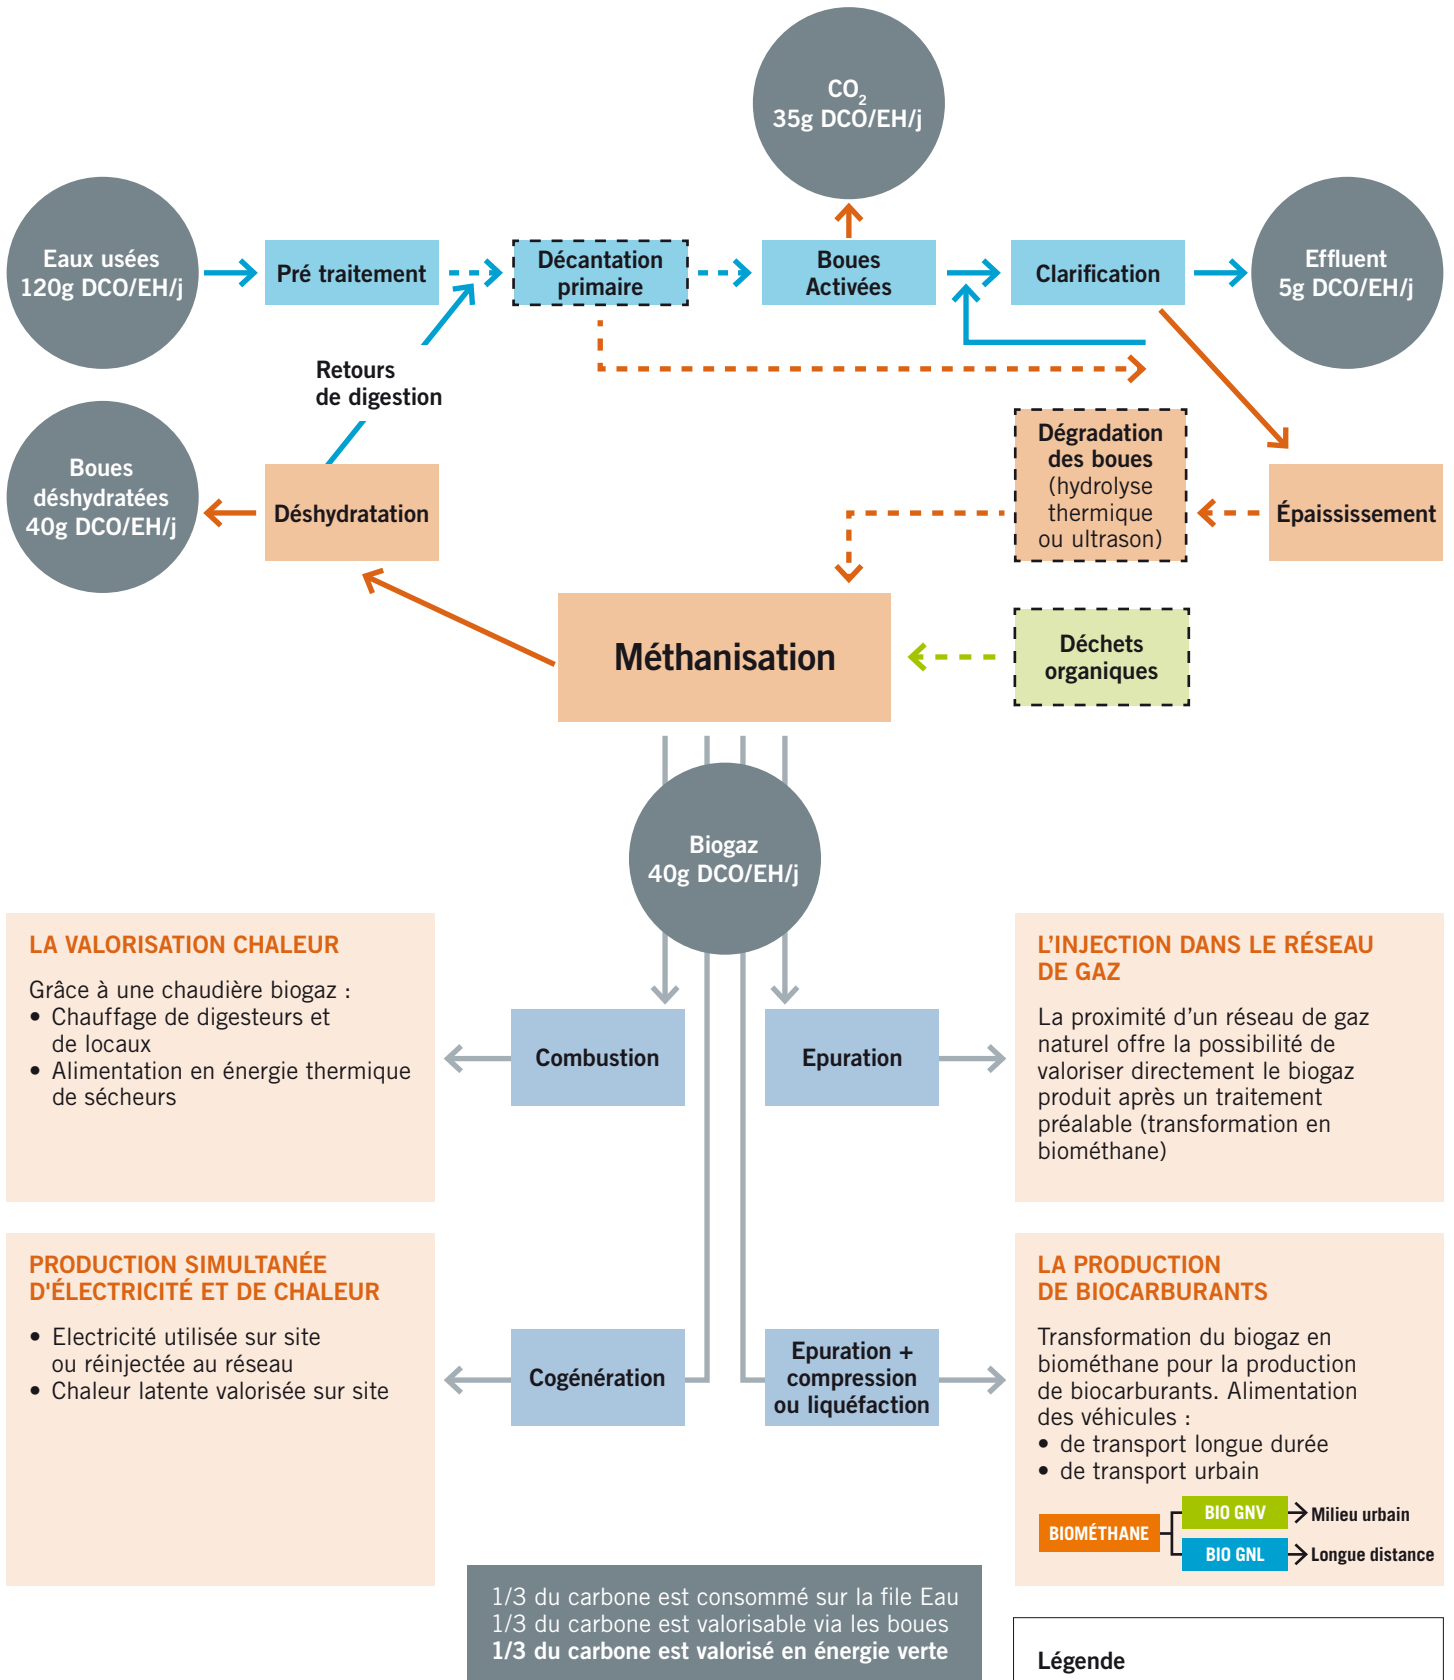 CO2
35g DCO/EH/j
Eaux usées
120g DCO/EH/j
Pré traitement
Décantation
primaire
Boues
Activées
Clarification
Effluent
5g DCO/EH/j
Retours
de digestion
Boues
déshydratées
40g DCO/EH/j
Déshydratation
Dégradation
des boues
(hydrolyse
thermique
ou ultrason)
Épaississement
Méthanisation
Déchets
organiques
Biogaz
40g DCO/EH/j
LA VALORISATION CHALEUR
Grâce à une chaudière biogaz :
• Chauffage de digesteurs et
de locaux
• Alimentation en énergie thermique
de sécheurs
Combustion
Epuration
L'INJECTION DANS LE RÉSEAU
DE GAZ
La proximité d'un réseau de gaz
naturel offre la possibilité de
valoriser directement le biogaz
produit après un traitement
préalable (transformation en
biométhane)
PRODUCTION SIMULTANÉE
D'ÉLECTRICITÉ ET DE CHALEUR
• Electricité utilisée sur site
ou réinjectée au réseau
• Chaleur latente valorisée sur site
Cogénération
Epuration +
compression
ou liquéfaction
LA PRODUCTION
DE BIOCARBURANTS
Transformation du biogaz en
biométhane pour la production
de biocarburants. Alimentation
des véhicules :
• de transport longue durée
• de transport urbain
BIOMÉTHANE
BIO GNV
Milieu urbain
BIO GNL
Longue distance
1/3 du carbone est consommé sur la file Eau
1/3 du carbone est valorisable via les boues
1/3 du carbone est valorisé en énergie verte
Légende